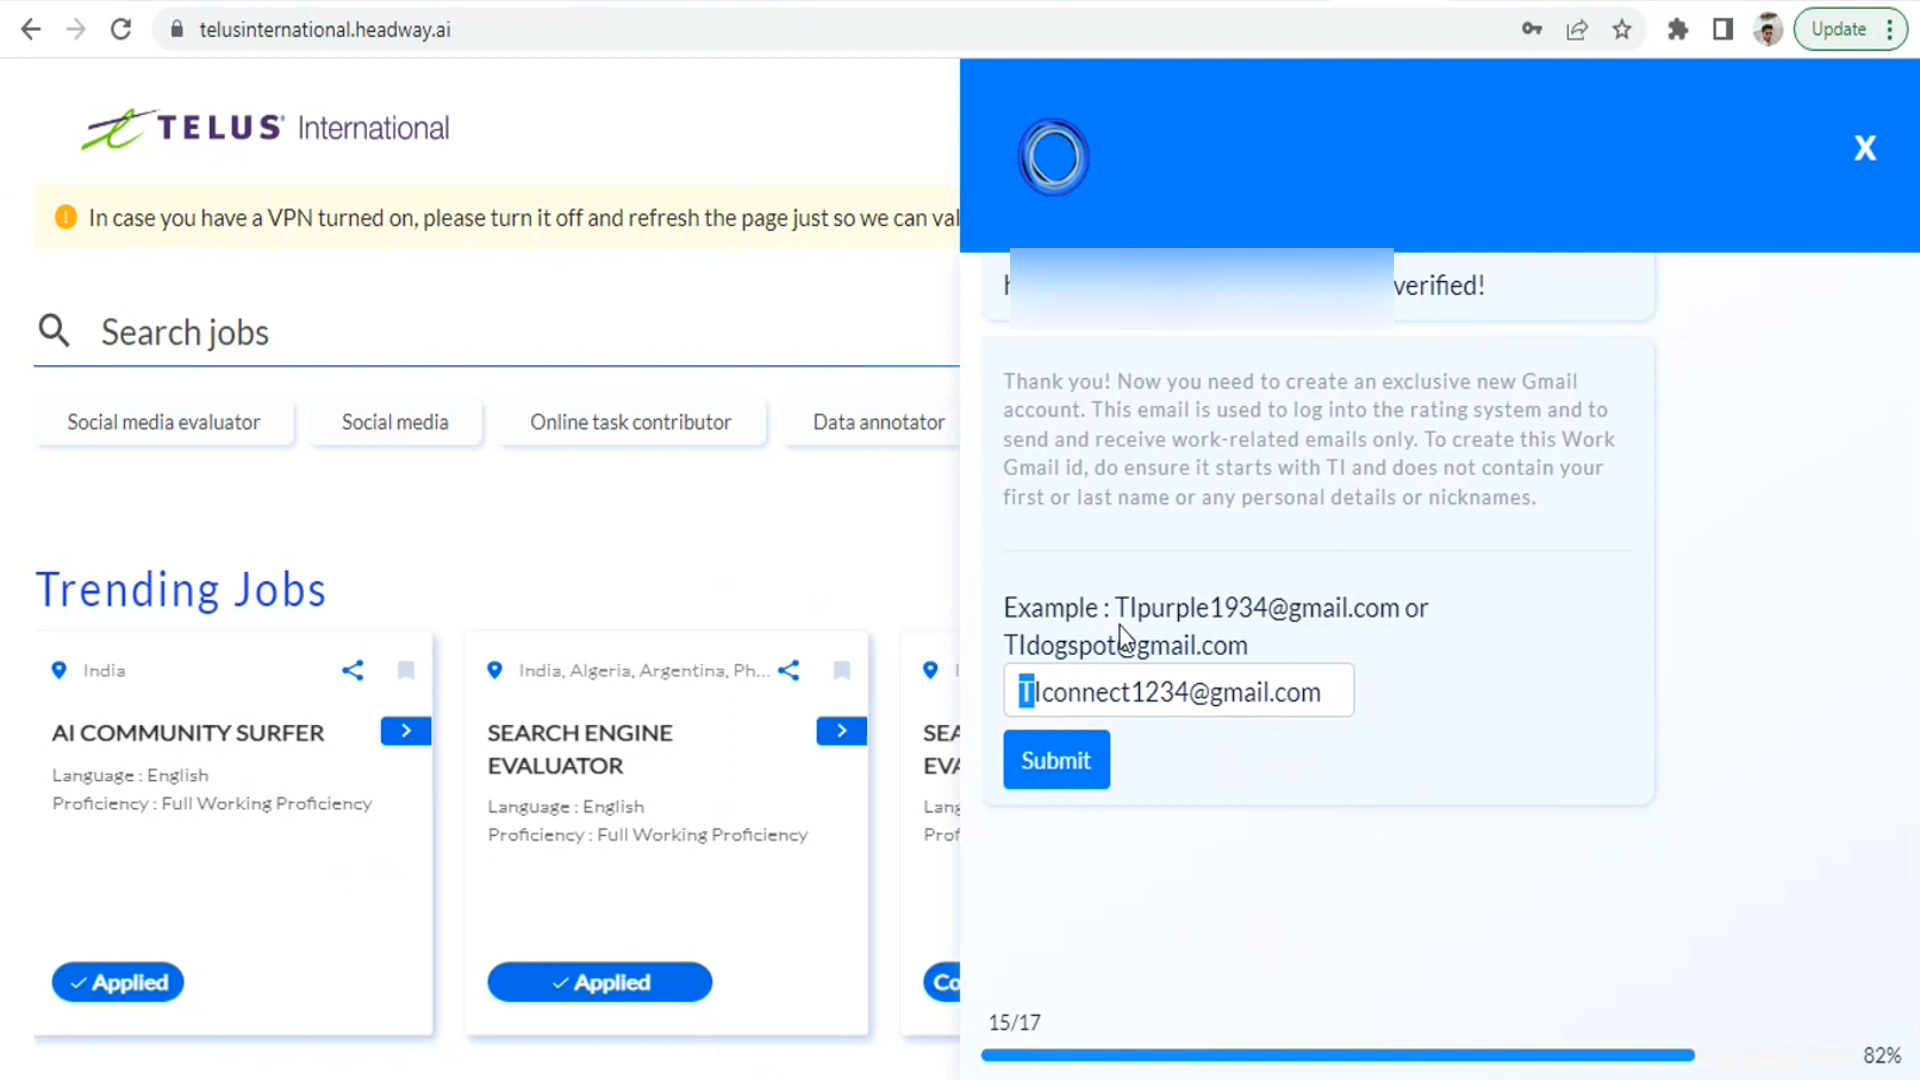 telusinternational.headway.ai
Update
TELUS International
In case you have a VPN turned on, please turn it off and refresh the page just so we can val
Search jobs
Social media evaluator
Social media
Online task contributor
Data annotator
Trending Jobs
India
AI COMMUNITY SURFER
Language : English
Proficiency : Full Working Proficiency
Applied
India, Algeria, Argentina, Ph...
SEARCH ENGINE
EVALUATOR
Language : English
Proficiency : Full Working Proficiency
Applied
SEA
EVA
Lang
Prof
Co
X
verified!
Thank you! Now you need to create an exclusive new Gmail
account. This email is used to log into the rating system and to
send and receive work-related emails only. To create this Work
Gmail id, do ensure it starts with TI and does not contain your
first or last name or any personal details or nicknames.
Example : TIpurple1934@gmail.com or
TIdogspot@gmail.com
TIconnect1234@gmail.com
Submit
15/17
82%